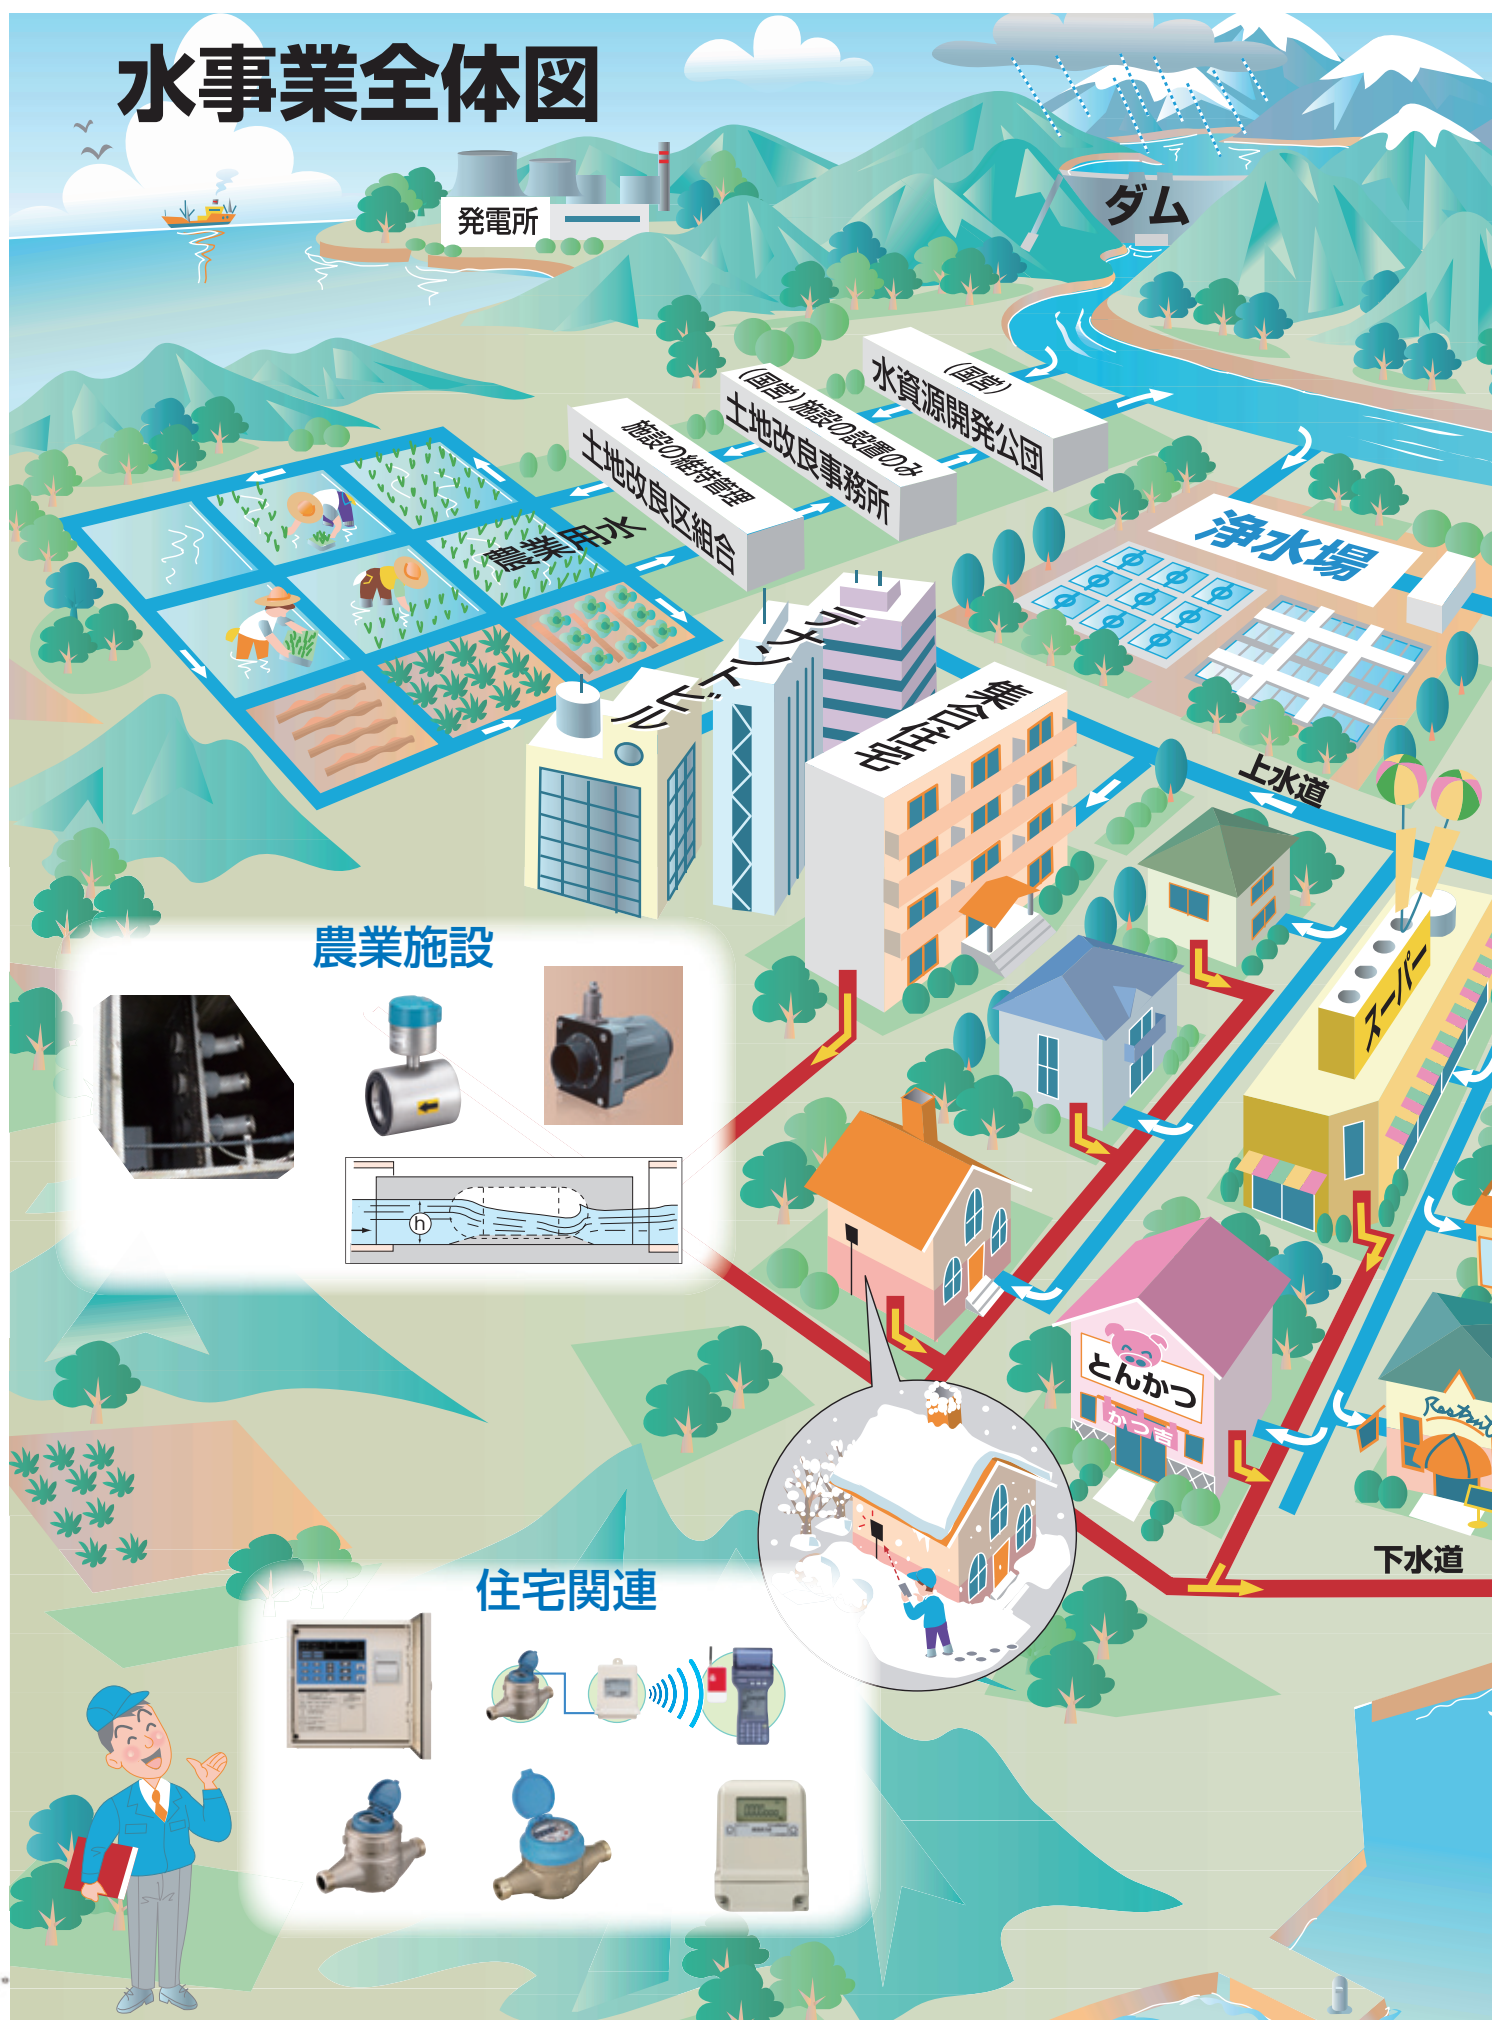 水事業全体図
発電所
ダム
(国営)
水資源開発公団
(国営)施設の設置のみ
土地改良事務所
施設の維持管理
土地改良区組合
農業用水
浄水場
テナントビル
集合住宅
上水道
スーパー
農業施設
h
とんかつ
かつ吉
下水道
住宅関連